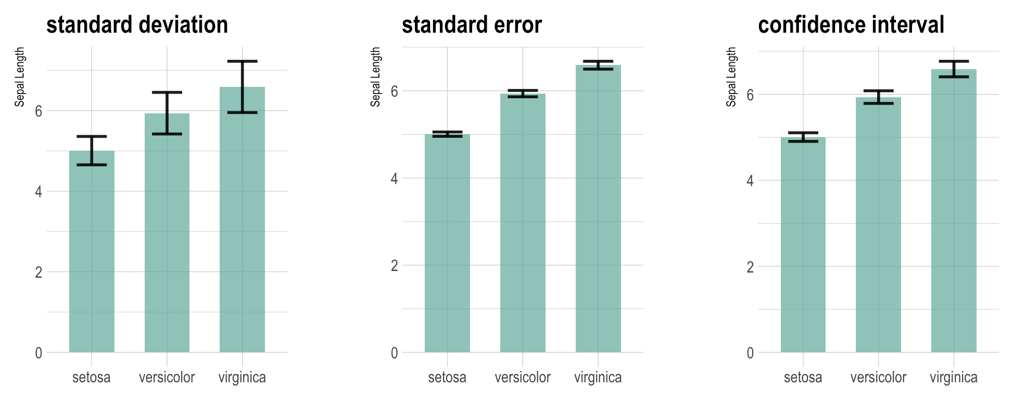 standard deviation
Sepal Length
6
4
2
0
setosa versicolor virginica
standard error
Sepal Length
6
4
2
0
setosa versicolor virginica
confidence interval
Sepal Length
6
4
2
0
setosa versicolor virginica